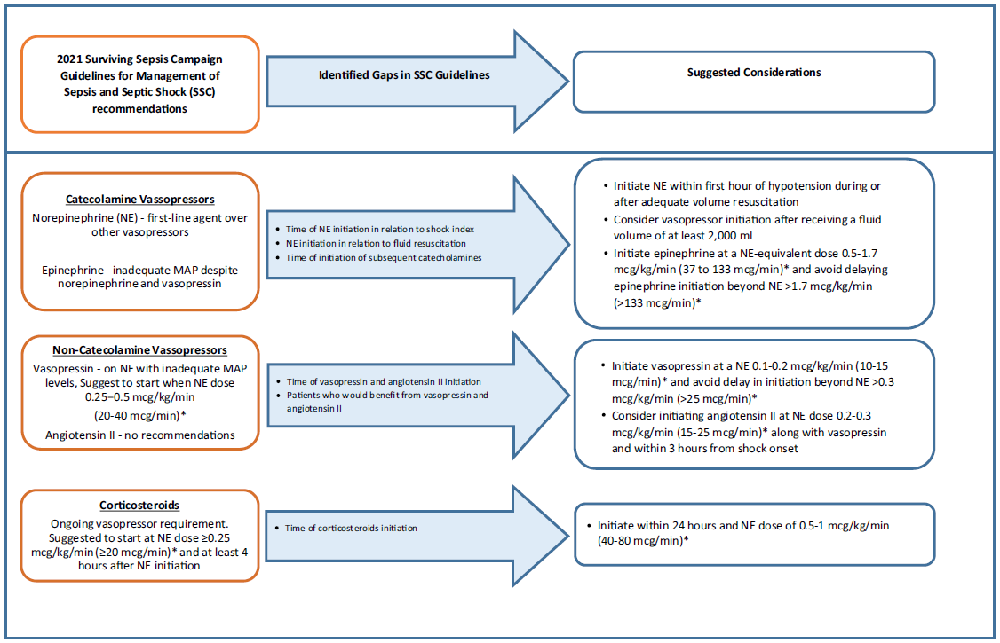 2021 Surviving Sepsis Campaign
Guidelines for Management of
Sepsis and Septic Shock (SSC)
recommendations
Identified Gaps in SSC Guidelines
Suggested Considerations
Catecolamine Vassopressors
Norepinephrine (NE) - first-line agent over
other vasopressors
Epinephrine - inadequate MAP despite
norepinephrine and vasopressin
• Time of NE initiation in relation to shock index
• NE initiation in relation to fluid resuscitation
• Time of initiation of subsequent catecholamines
• Initiate NE within first hour of hypotension during or
after adequate volume resuscitation
• Consider vasopressor initiation after receiving a fluid
volume of at least 2,000 mL
• Initiate epinephrine at a NE-equivalent dose 0.5-1.7
mcg/kg/min (37 to 133 mcg/min)* and avoid delaying
epinephrine initiation beyond NE >1.7 mcg/kg/min
(>133 mcg/min)*
Non-Catecolamine Vassopressors
Vasopressin - on NE with inadequate MAP
levels, Suggest to start when NE dose
0.25–0.5 mcg/kg/min
(20-40 mcg/min)*
Angiotensin II - no recommendations
• Time of vasopressin and angiotensin II initiation
• Patients who would benefit from vasopressin and
angiotensin II
• Initiate vasopressin at a NE 0.1-0.2 mcg/kg/min (10-15
mcg/min)* and avoid delay in initiation beyond NE >0.3
mcg/kg/min (>25 mcg/min)*
• Consider initiating angiotensin II at NE dose 0.2-0.3
mcg/kg/min (15-25 mcg/min)* along with vasopressin
and within 3 hours from shock onset
Corticosteroids
Ongoing vasopressor requirement.
Suggested to start at NE dose ≥0.25
mcg/kg/min (≥20 mcg/min)* and at least 4
hours after NE initiation
• Time of corticosteroids initiation
• Initiate within 24 hours and NE dose of 0.5-1 mcg/kg/min
(40-80 mcg/min)*